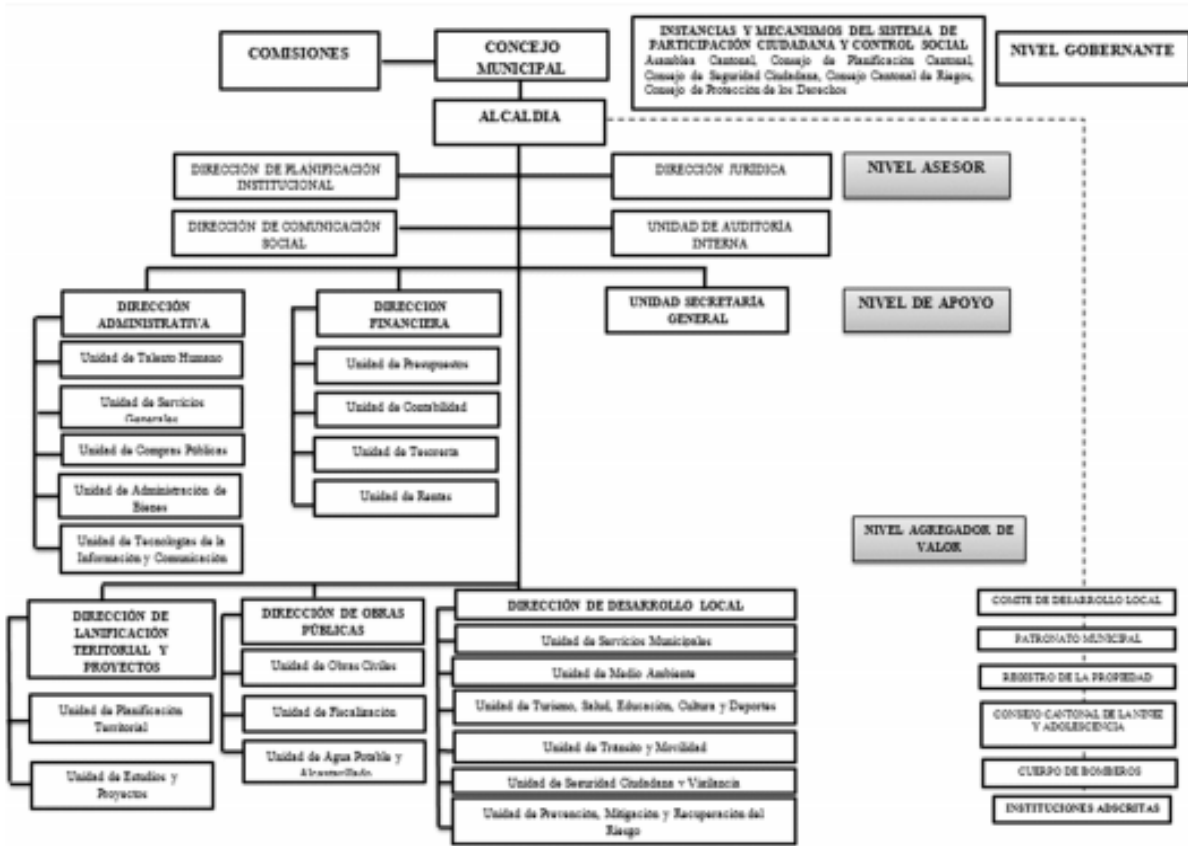 COMISIONES
CONCEJO
MUNICIPAL
INSTANCIAS Y MECANISMOS DEL SISTEMA DE
PARTICIPACIÓN CIUDADANA Y CONTROL SOCIAL
Asamblea Cantonal, Consejo de Planificación Cantonal,
Consejo de Seguridad Ciudadana, Consejo Cantonal de Riegos,
Consejo de Protección de los Derechos
NIVEL GOBERNANTE
ALCALDIA
DIRECCIÓN DE PLANIFICACIÓN
INSTITUCIONAL
DIRECCIÓN JURÍDICA
NIVEL ASESOR
DIRECCIÓN DE COMUNICACIÓN
SOCIAL
UNIDAD DE AUDITORÍA
INTERNA
DIRECCIÓN
ADMINISTRATIVA
DIRECCION
FINANCIERA
UNIDAD SECRETARÍA
GENERAL
NIVEL DE APOYO
Unidad de Talento Humano
Unidad de Servicios
Generales
Unidad de Compras Públicas
Unidad de Administración de
Bienes
Unidad de Tecnologías de la
Información y Comunicación
Unidad de Presupuestos
Unidad de Contabilidad
Unidad de Tesorería
Unidad de Rentas
NIVEL AGREGADOR DE
VALOR
DIRECCIÓN DE
LANIFICACIÓN
TERITORIAL Y
PROYECTOS
Unidad de Planificación
Territorial
Unidad de Estudios y
Proyectos
DIRECCIÓN DE OBRAS
PÚBLICAS
Unidad de Obras Civiles
Unidad de Fiscalización
Unidad de Agua Potable y
Alcantarillado
DIRECCIÓN DE DESARROLLO LOCAL
Unidad de Servicios Municipales
Unidad de Medio Ambiente
Unidad de Turismo, Salud, Educación, Cultura y Deportes
Unidad de Tránsito y Movilidad
Unidad de Seguridad Ciudadana y Vigilancia
Unidad de Prevención, Mitigación y Recuperación del
Riesgo
COMITE DE DESARROLLO LOCAL
PATRONATO MUNICIPAL
REGISTRO DE LA PROPIEDAD
CONSEJO CANTONAL DE LA NIÑEZ
Y ADOLESCENCIA
CUERPO DE BOMBEROS
INSTITUCIONES ADSCRITAS